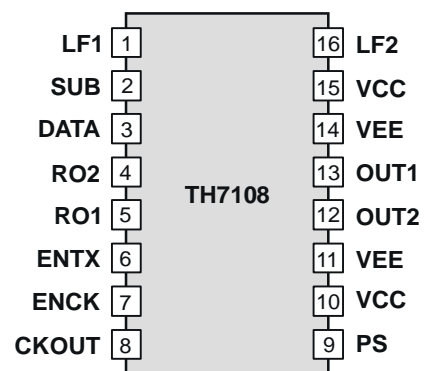 LF1 1 16 LF2
SUB 2 15 VCC
DATA 3 14 VEE
RO2 4 13 OUT1
TH7108
RO1 5 12 OUT2
ENTX 6 11 VEE
ENCK 7 10 VCC
CKOUT 8 9 PS